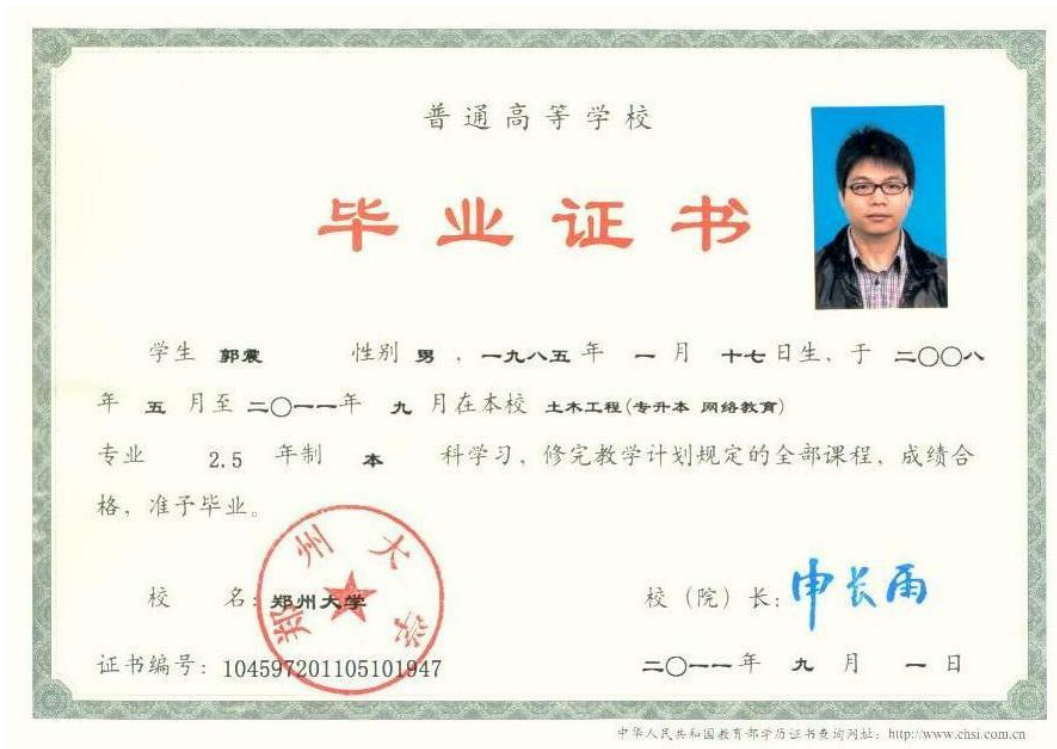 普通高等学校
毕业证书
学生 郭震 性别 男 ，一九八五 年 一 月 十七 日生，于 二〇〇八
年 五 月至 二〇一一年 九 月在本校 土木工程(专升本 网络教育)
专业 2.5 年制 本 科学习，修完教学计划规定的全部课程，成绩合
格，准予毕业。
郑州大学
校 名：郑州大学
校（院）长：申长雨
证书编号：104597201105101947
二〇一一年 九 月 一 日
中华人民共和国教育部学历证书查询网址：http://www.chsi.com.cn